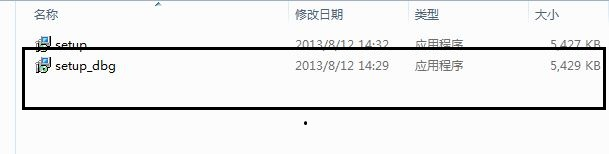 名称 修改日期 类型 大小
setup 2013/8/12 14:32 应用程序 5,427 KB
setup_dbg 2013/8/12 14:29 应用程序 5,429 KB